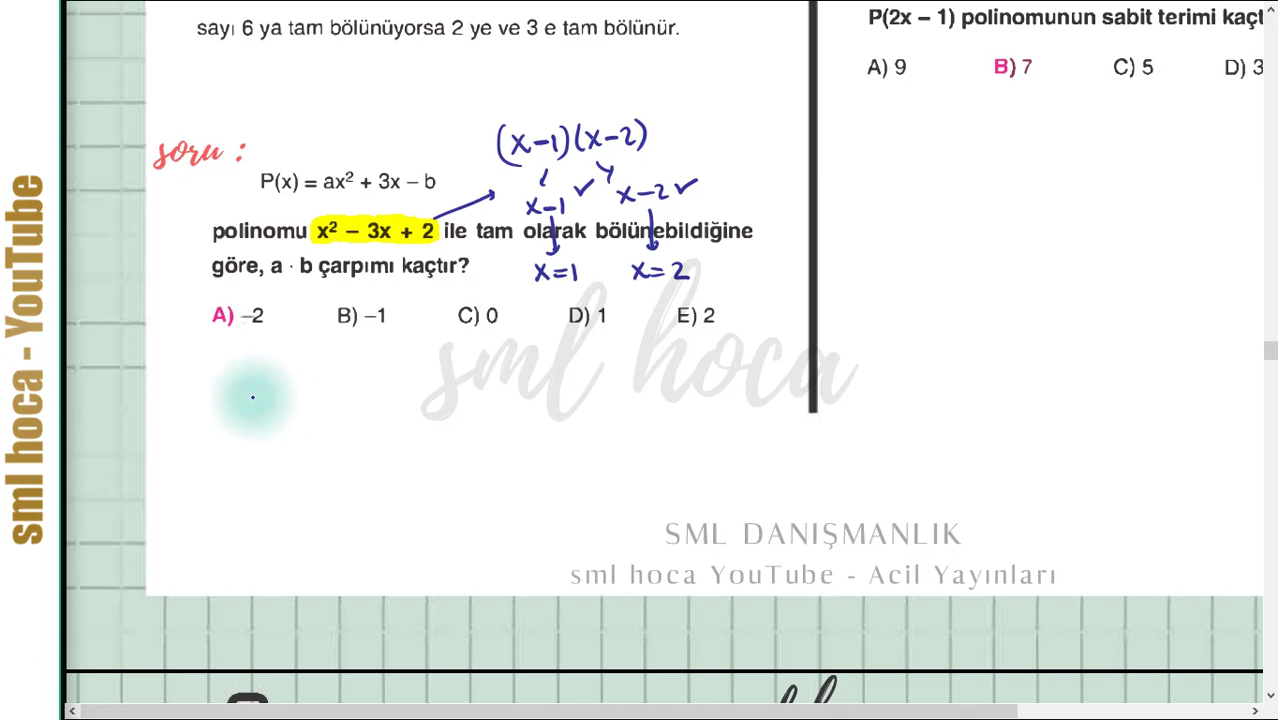 sml hoca - YouTube
sayı 6 ya tam bölünüyorsa 2 ye ve 3 e tam bölünür.
soru :
(x-1)(x-2)
P(x) = ax² + 3x – b
x-1 ✓ x-2 ✓
polinomu x² – 3x + 2 ile tam olarak bölünebildiğine
göre, a · b çarpımı kaçtır?
x=1 x=2
A) –2 B) –1 C) 0 D) 1 E) 2
sml hoca
P(2x – 1) polinomunun sabit terimi kaçt
A) 9 B) 7 C) 5 D) 3
SML DANIŞMANLIK
sml hoca YouTube - Acil Yayınları